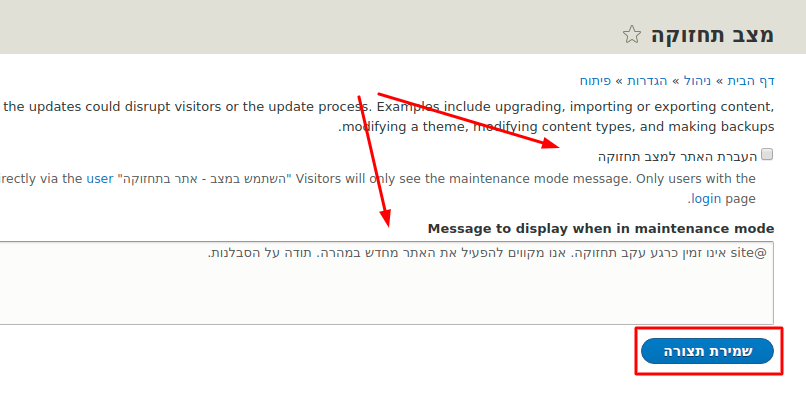 מצב תחזוקה
דף הבית » ניהול » הגדרות » פיתוח
the updates could disrupt visitors or the update process. Examples include upgrading, importing or exporting content,
.modifying a theme, modifying content types, and making backups
העברת האתר למצב תחזוקה
via the user "השתמש במצב - אתר בתחזוקה" Visitors will only see the maintenance mode message. Only users with the
.login page
Message to display when in maintenance mode
@site אינו זמין כרגע עקב תחזוקה. אנו מקווים להפעיל את האתר מחדש במהרה. תודה על הסבלנות.
שמירת תצורה